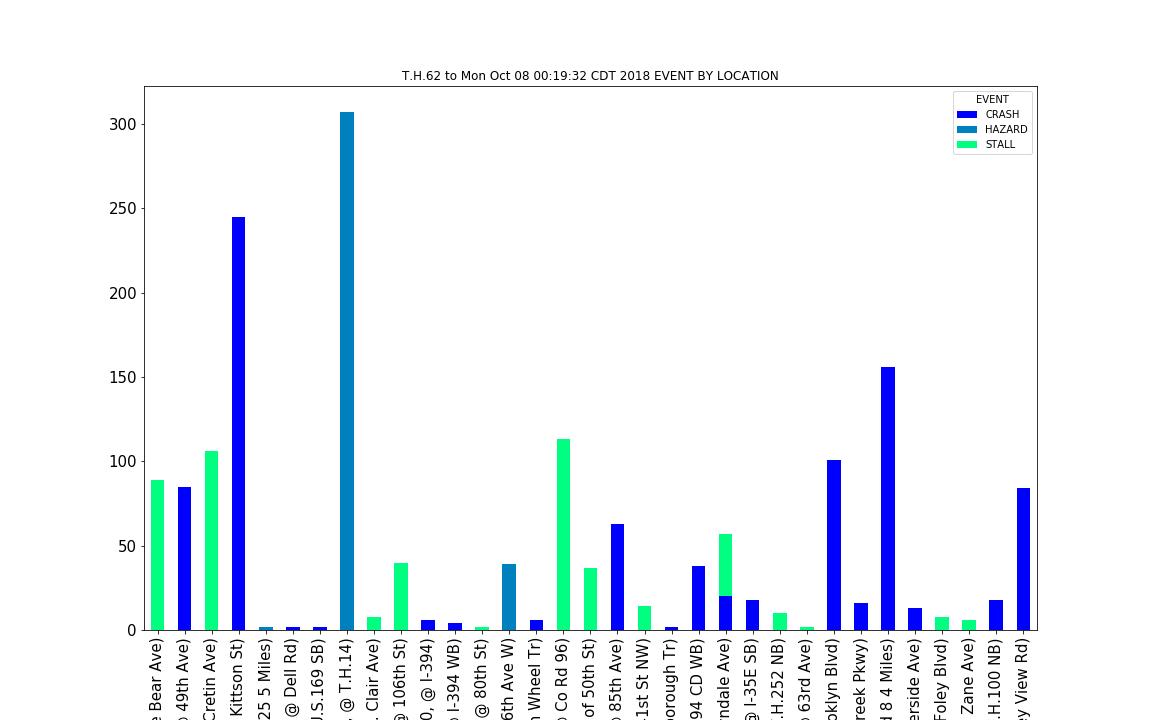 T.H.62 to Mon Oct 08 00:19:32 CDT 2018 EVENT BY LOCATION
EVENT
CRASH
HAZARD
STALL
300
250
200
150
100
50
0
Bear Ave)
49th Ave)
Cretin Ave)
Kittson St)
25 5 Miles)
@ Dell Rd)
J.S.169 SB)
, @ T.H.14)
. Clair Ave)
@ 106th St)
0, @ I-394)
I-394 WB)
@ 80th St)
6th Ave W)
Wheel Tr)
Co Rd 96)
of 50th St)
85th Ave)
1st St NW)
orough Tr)
94 CD WB)
rndale Ave)
@ I-35E SB)
.H.252 NB)
63rd Ave)
oklyn Blvd)
reek Pkwy)
8 4 Miles)
erside Ave)
Foley Blvd)
Zane Ave)
.H.100 NB)
ey View Rd)